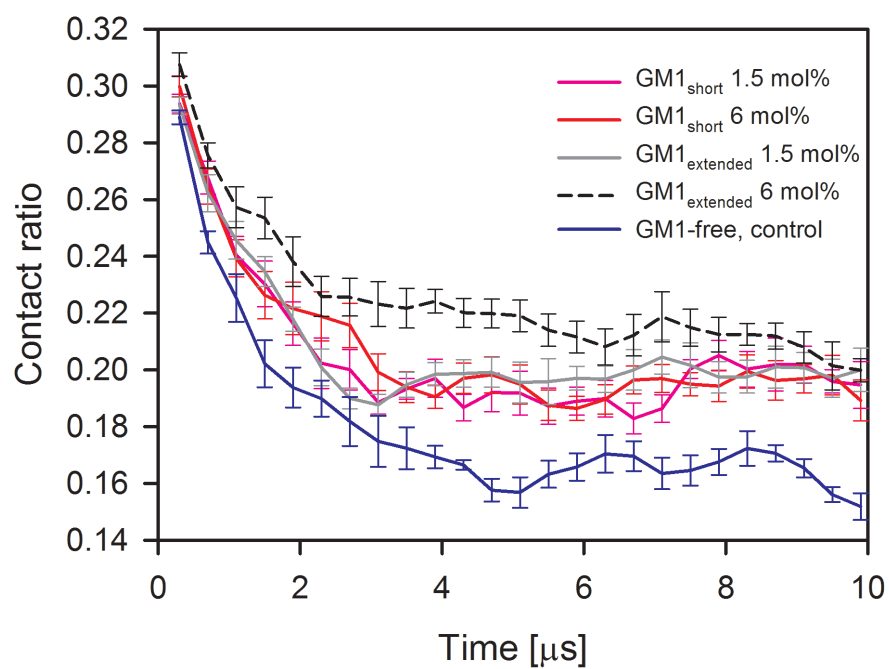 0.32
0.30
0.28
0.26
0.24
0.22
0.20
0.18
0.16
0.14
Contact ratio
GM1short 1.5 mol%
GM1short 6 mol%
GM1extended 1.5 mol%
GM1extended 6 mol%
GM1-free, control
0 2 4 6 8 10
Time [μs]